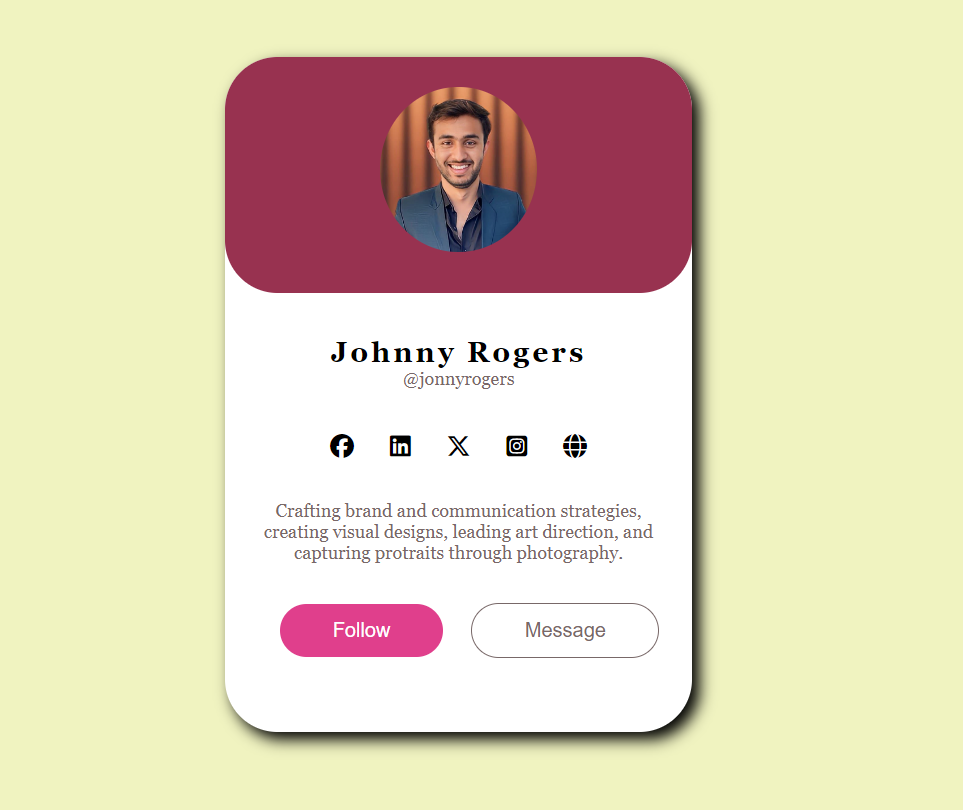 Johnny Rogers
@jonnyrogers
Crafting brand and communication strategies,
creating visual designs, leading art direction, and
capturing protraits through photography.
Follow
Message